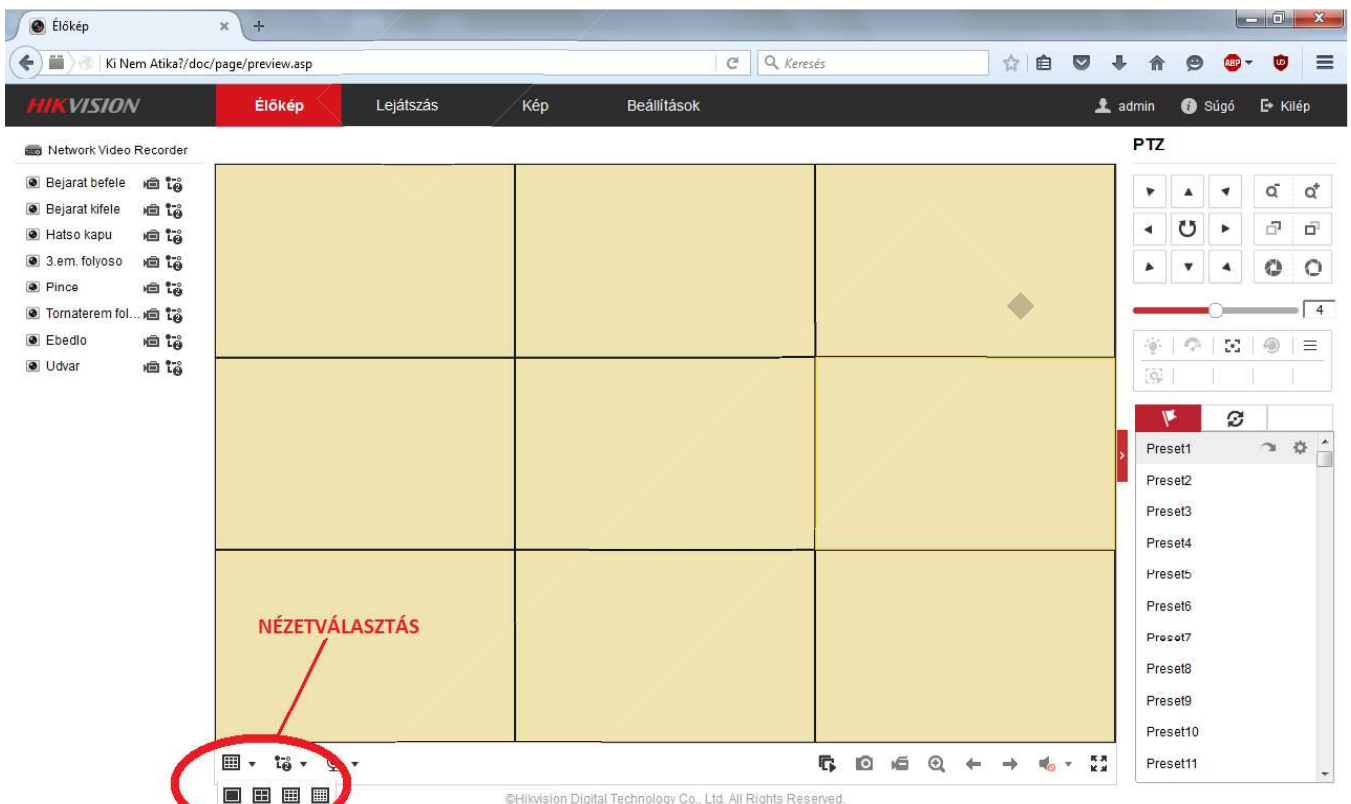 Élőkép
Ki Nem Atika?/doc/page/preview.asp
Keresés
ABP
HIKVISION
Élőkép
Lejátszás
Kép
Beállítások
admin
Súgó
Kilép
Network Video Recorder
PTZ
Bejarat befele
Bejarat kifele
Hatso kapu
3.em. folyoso
Pince
Tornaterem fol...
Ebedlo
Udvar
4
Preset1
Preset2
Preset3
Preset4
Preset5
Preset6
Preset7
Preset8
Preset9
Preset10
Preset11
NÉZETVÁLASZTÁS
©Hikvision Digital Technology Co., Ltd. All Rights Reserved.